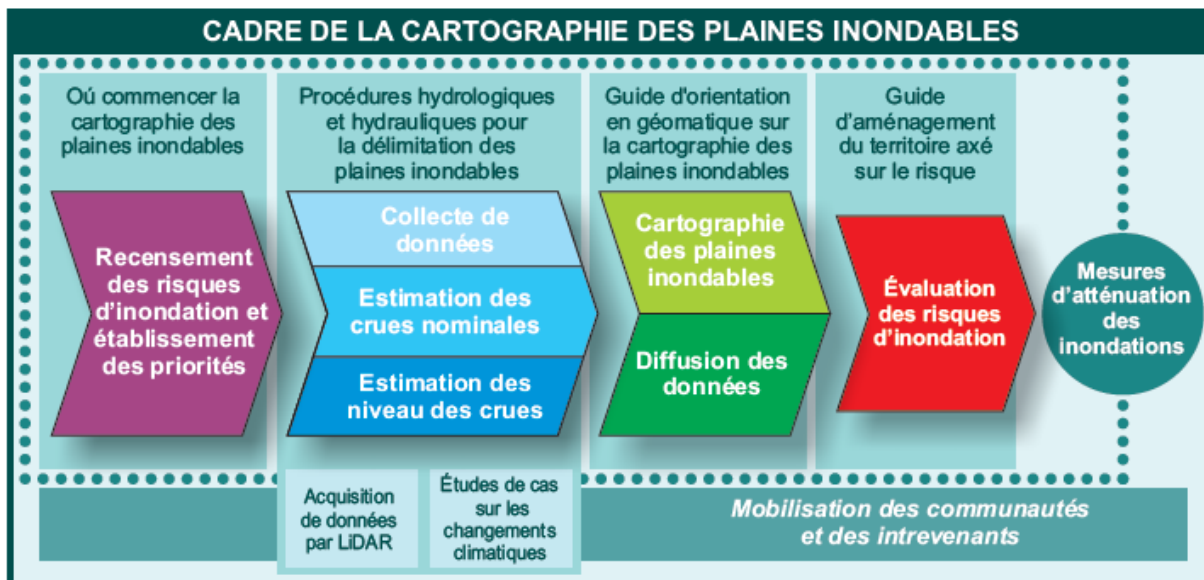 CADRE DE LA CARTOGRAPHIE DES PLAINES INONDABLES
Oú commencer la
cartographie des
plaines inondables
Recensement
des risques
d'inondation et
établissement
des priorités
Procédures hydrologiques
et hydrauliques pour
la délimitation des
plaines inondables
Collecte de
données
Estimation des
crues nominales
Estimation des
niveau des crues
Acquisition
de données
par LiDAR
Études de cas
sur les
changements
climatiques
Guide d'orientation
en géomatique sur
la cartographie des
plaines inondables
Cartographie
des plaines
inondables
Diffusion des
données
Guide
d'aménagement
du territoire axé
sur le risque
Évaluation
des risques
d'inondation
Mesures
d'atténuation
des
inondations
Mobilisation des communautés
et des intrevenants